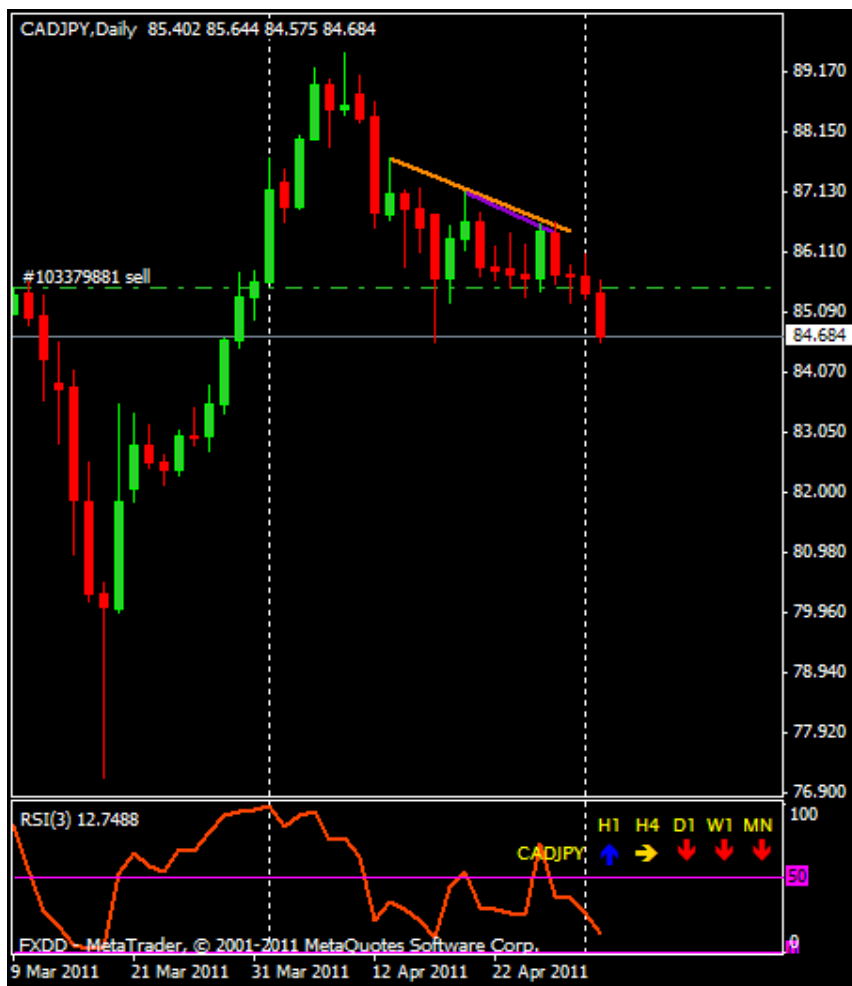 CADJPY,Daily 85.402 85.644 84.575 84.684
89.170
88.150
87.130
86.110
#103379881 sell
85.090
84.684
84.070
83.050
82.000
80.980
79.960
78.940
77.920
76.900
RSI(3) 12.7488
100
H1 H4 D1 W1 MN
CADJPY
50
0
FXDD - MetaTrader, © 2001-2011 MetaQuotes Software Corp.
9 Mar 2011 21 Mar 2011 31 Mar 2011 12 Apr 2011 22 Apr 2011